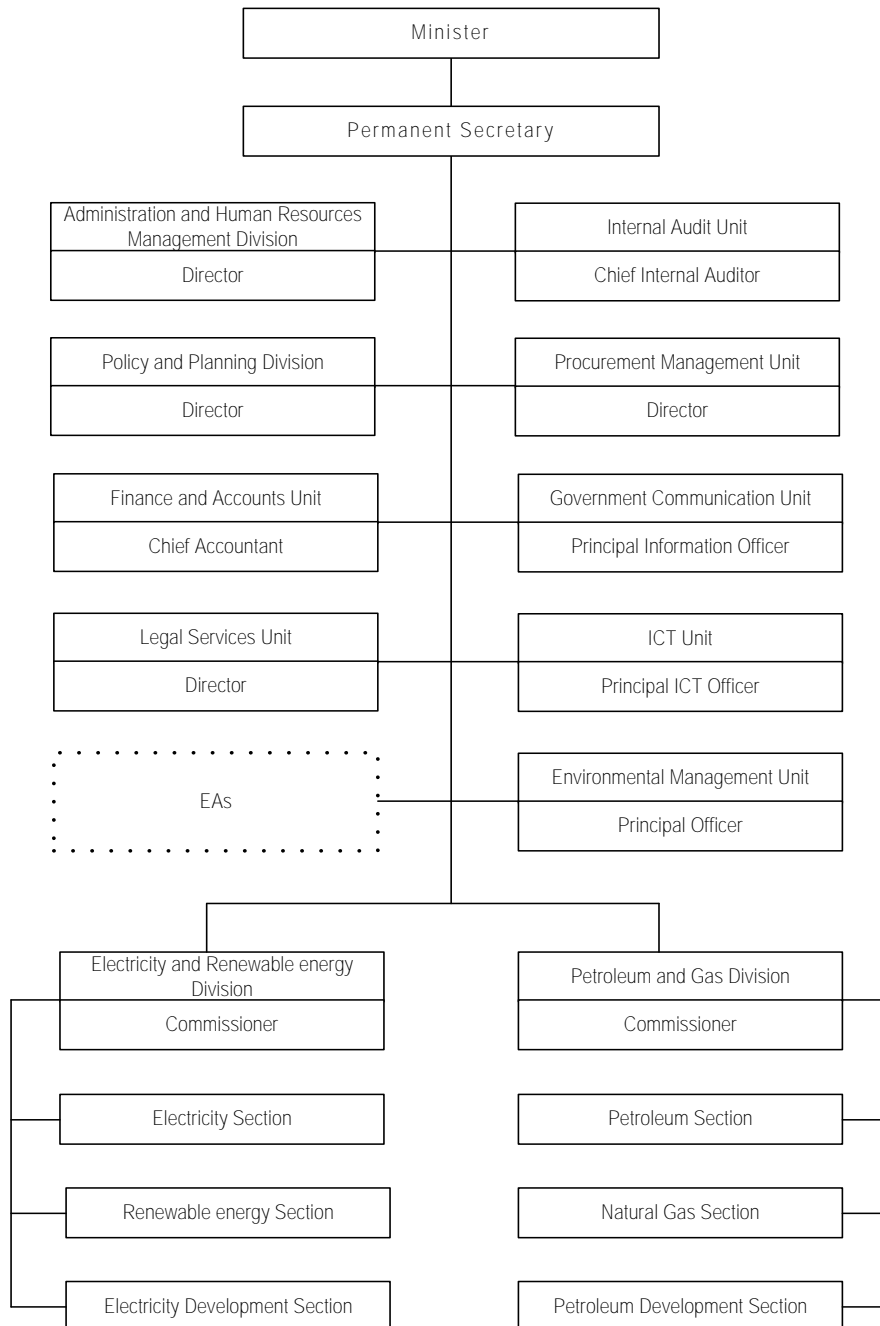 Minister
Permanent Secretary
Administration and Human Resources
Management Division
Director
Internal Audit Unit
Chief Internal Auditor
Policy and Planning Division
Director
Procurement Management Unit
Director
Finance and Accounts Unit
Chief Accountant
Government Communication Unit
Principal Information Officer
Legal Services Unit
Director
ICT Unit
Principal ICT Officer
EAs
Environmental Management Unit
Principal Officer
Electricity and Renewable energy
Division
Commissioner
Petroleum and Gas Division
Commissioner
Electricity Section
Petroleum Section
Renewable energy Section
Natural Gas Section
Electricity Development Section
Petroleum Development Section